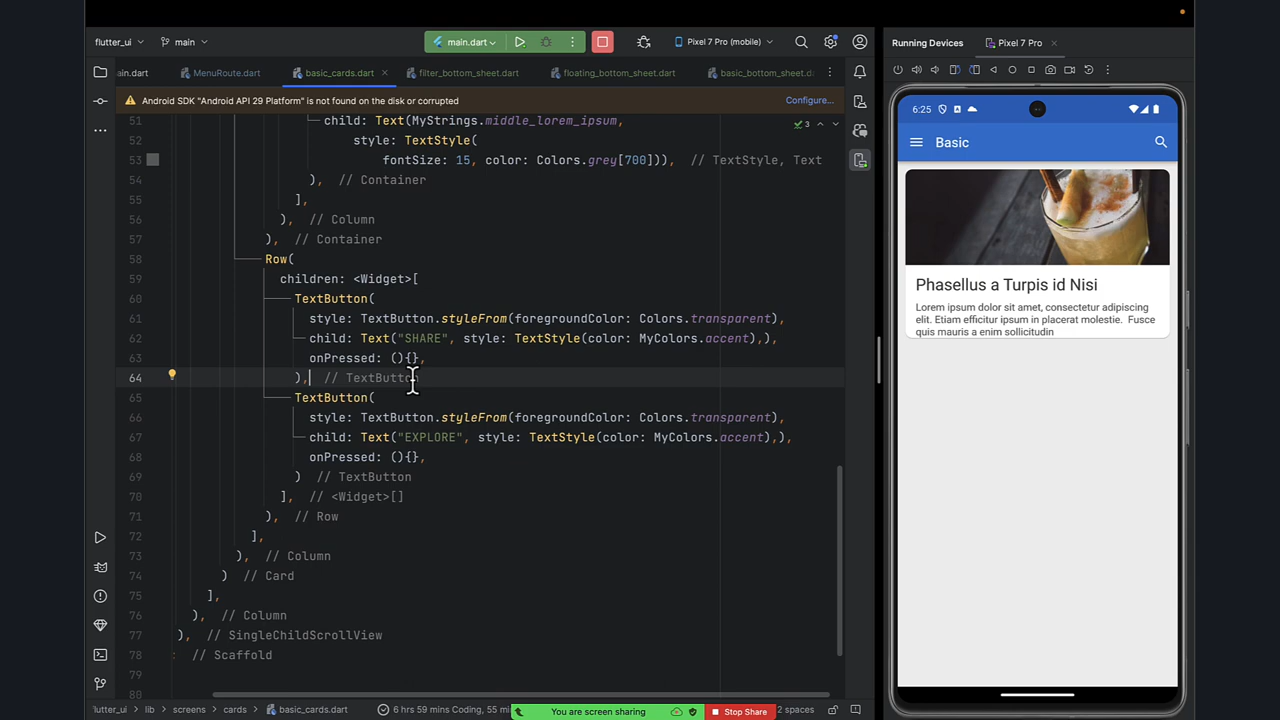 flutter_ui
main
main.dart
Pixel 7 Pro (mobile)
Running Devices
Pixel 7 Pro
ain.dart
MenuRoute.dart
basic_cards.dart
filter_bottom_sheet.dart
floating_bottom_sheet.dart
basic_bottom_sheet.d
Android SDK "Android API 29 Platform" is not found on the disk or corrupted
Configure...
3
51 child: Text(MyStrings.middle_lorem_ipsum,
52 style: TextStyle(
53 fontSize: 15, color: Colors.grey[700])), // TextStyle, Text
54 ), // Container
55 ],
56 ), // Column
57 ), // Container
58 Row(
59 children: <Widget>[
60 TextButton(
61 style: TextButton.styleFrom(foregroundColor: Colors.transparent),
62 child: Text("SHARE", style: TextStyle(color: MyColors.accent),),
63 onPressed: (){},
64 ), // TextButton
65 TextButton(
66 style: TextButton.styleFrom(foregroundColor: Colors.transparent),
67 child: Text("EXPLORE", style: TextStyle(color: MyColors.accent),),
68 onPressed: (){},
69 ) // TextButton
70 ], // <Widget>[]
71 ), // Row
72 ],
73 ), // Column
74 ) // Card
75 ],
76 ), // Column
77 ), // SingleChildScrollView
78 // Scaffold
79
80
lutter_ui
lib
screens
cards
basic_cards.dart
6 hrs 59 mins Coding, 55 mi
You are screen sharing
Stop Share
2 spaces
6:25
Basic
Phasellus a Turpis id Nisi
Lorem ipsum dolor sit amet, consectetur adipiscing
elit. Etiam efficitur ipsum in placerat molestie. Fusce
quis mauris a enim sollicitudin